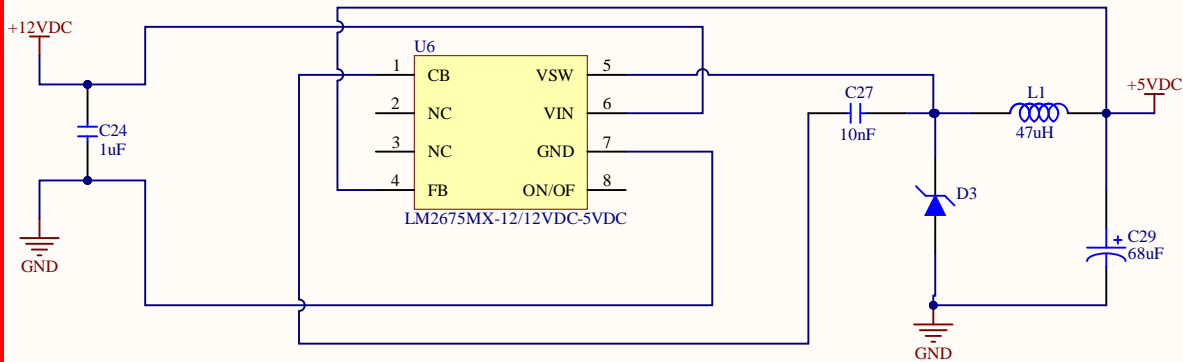 +12VDC
C24
1uF
GND
U6
1 CB VSW 5
2 NC VIN 6
3 NC GND 7
4 FB ON/OF 8
LM2675MX-12/12VDC-5VDC
C27
10nF
L1
47uH
+5VDC
D3
C29
68uF
+
GND